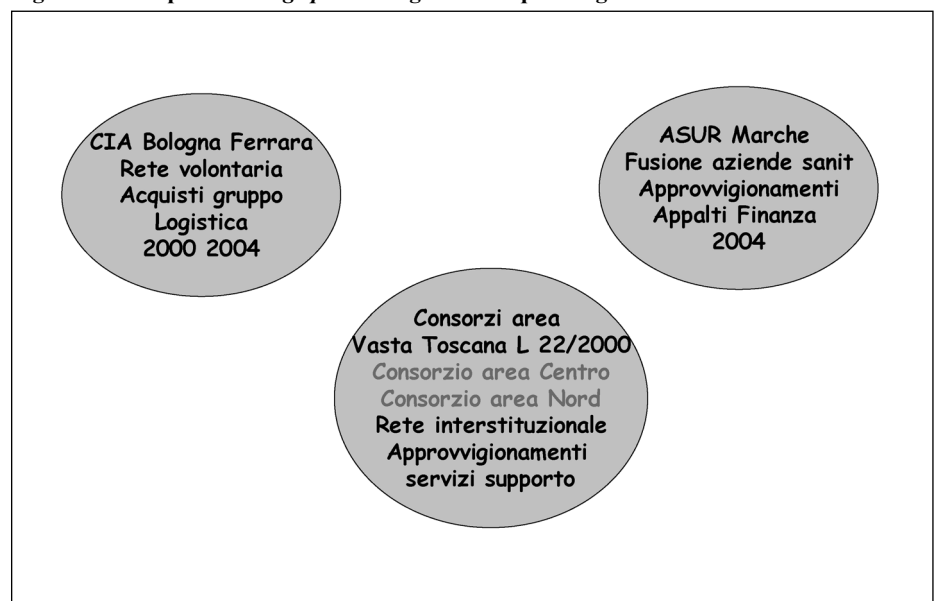 CIA Bologna Ferrara
Rete volontaria
Acquisti gruppo
Logistica
2000 2004
ASUR Marche
Fusione aziende sanit
Approvvigionamenti
Appalti Finanza
2004
Consorzi area
Vasta Toscana L 22/2000
Consorzio area Centro
Consorzio area Nord
Rete interstituzionale
Approvvigionamenti
servizi supporto